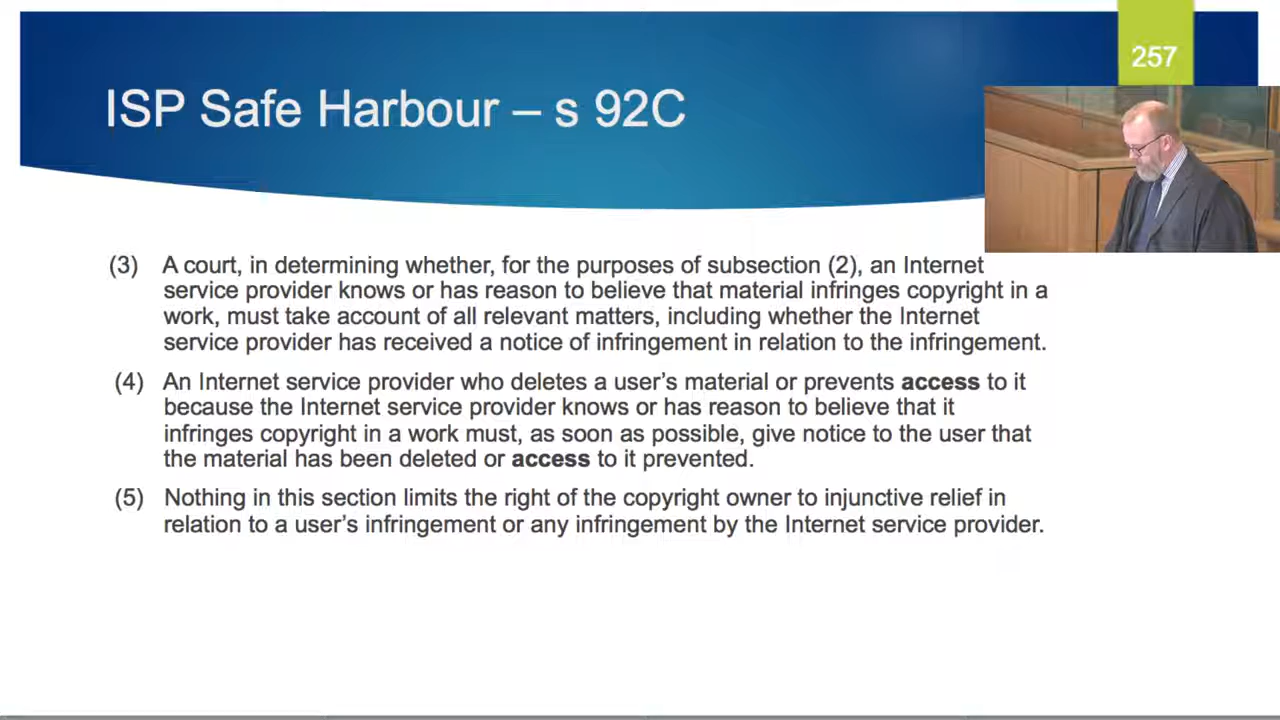 257
ISP Safe Harbour – s 92C
(3) A court, in determining whether, for the purposes of subsection (2), an Internet
service provider knows or has reason to believe that material infringes copyright in a
work, must take account of all relevant matters, including whether the Internet
service provider has received a notice of infringement in relation to the infringement.
(4) An Internet service provider who deletes a user’s material or prevents access to it
because the Internet service provider knows or has reason to believe that it
infringes copyright in a work must, as soon as possible, give notice to the user that
the material has been deleted or access to it prevented.
(5) Nothing in this section limits the right of the copyright owner to injunctive relief in
relation to a user’s infringement or any infringement by the Internet service provider.